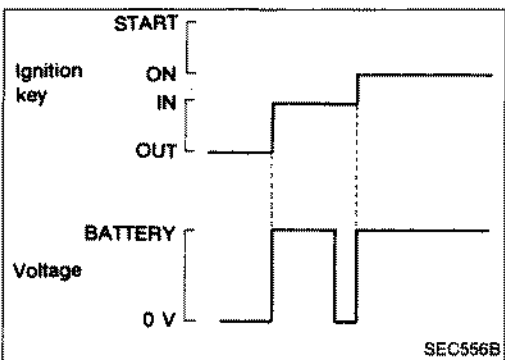 START
Ignition
key
ON
IN
OUT
BATTERY
Voltage
0 V
SEC556B